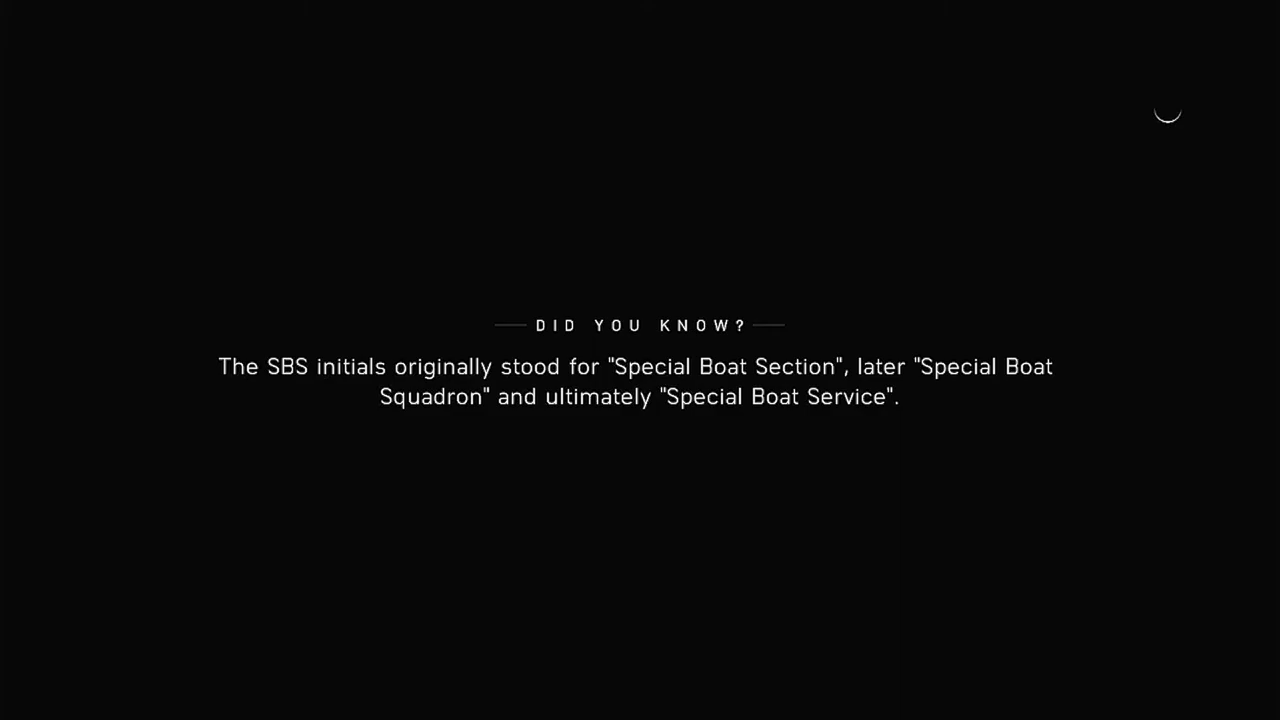 DID YOU KNOW?
The SBS initials originally stood for "Special Boat Section", later "Special Boat
Squadron" and ultimately "Special Boat Service".